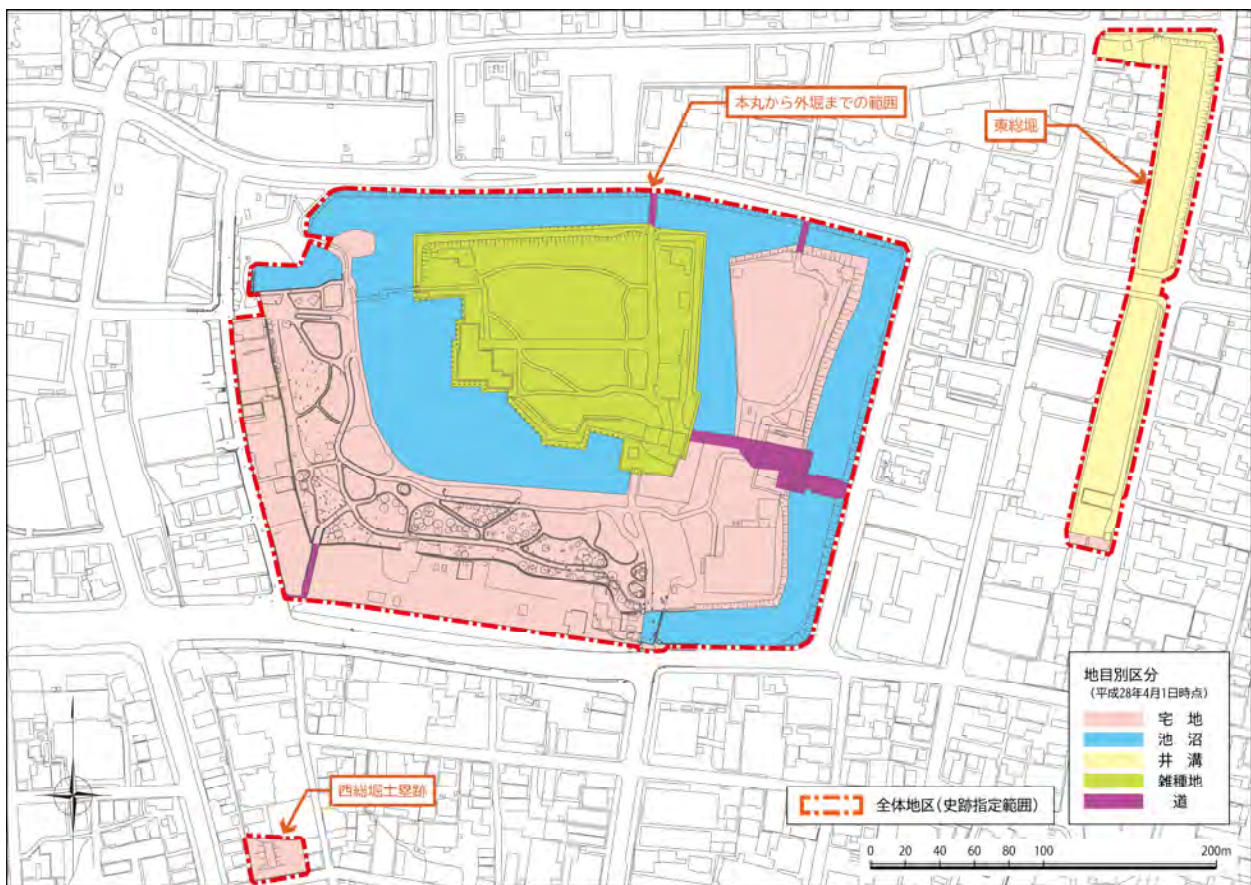 本丸から外堀までの範囲
東総堀
西総堀土塁跡
地目別区分
（平成28年4月1日時点）
宅 地
池 沼
井 溝
雑種地
道
全体地区（史跡指定範囲）
0 20 40 60 80 100 200m